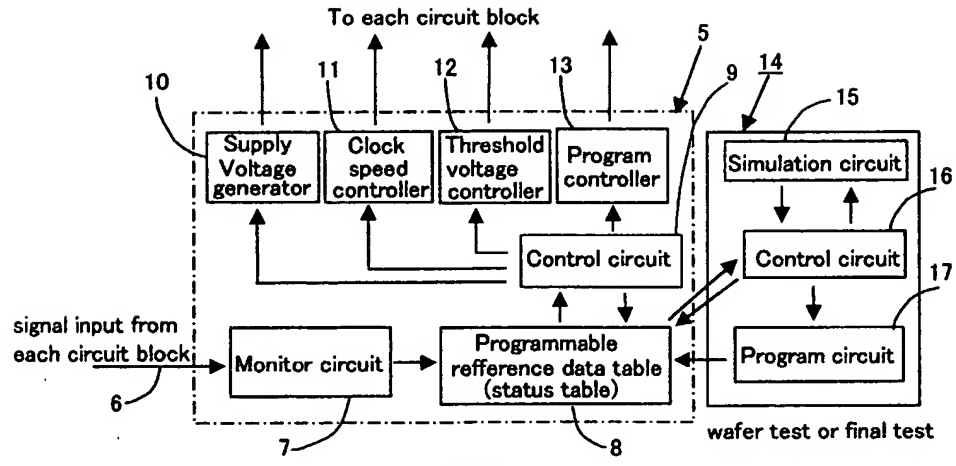 To each circuit block
5
10
11
12
13
9
14
15
Supply
Voltage
generator
Clock
speed
controller
Threshold
voltage
controller
Program
controller
Simulation circuit
16
Control circuit
Control circuit
17
signal input from
each circuit block
6
Monitor circuit
7
Programmable
refference data table
(status table)
8
Program circuit
wafer test or final test